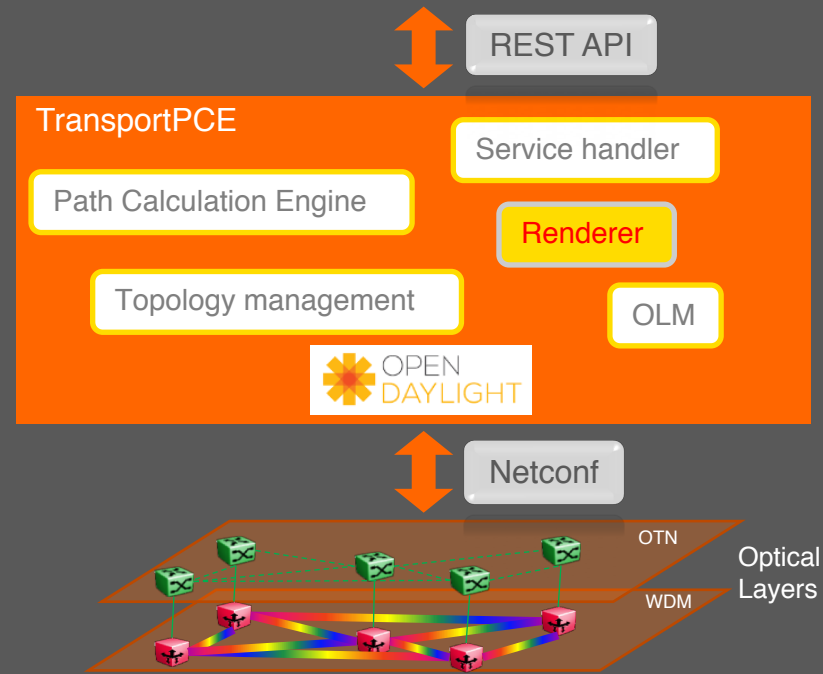 REST API
TransportPCE
Service handler
Path Calculation Engine
Renderer
Topology management
OLM
OPEN
DAYLIGHT
Netconf
OTN
Optical
Layers
WDM